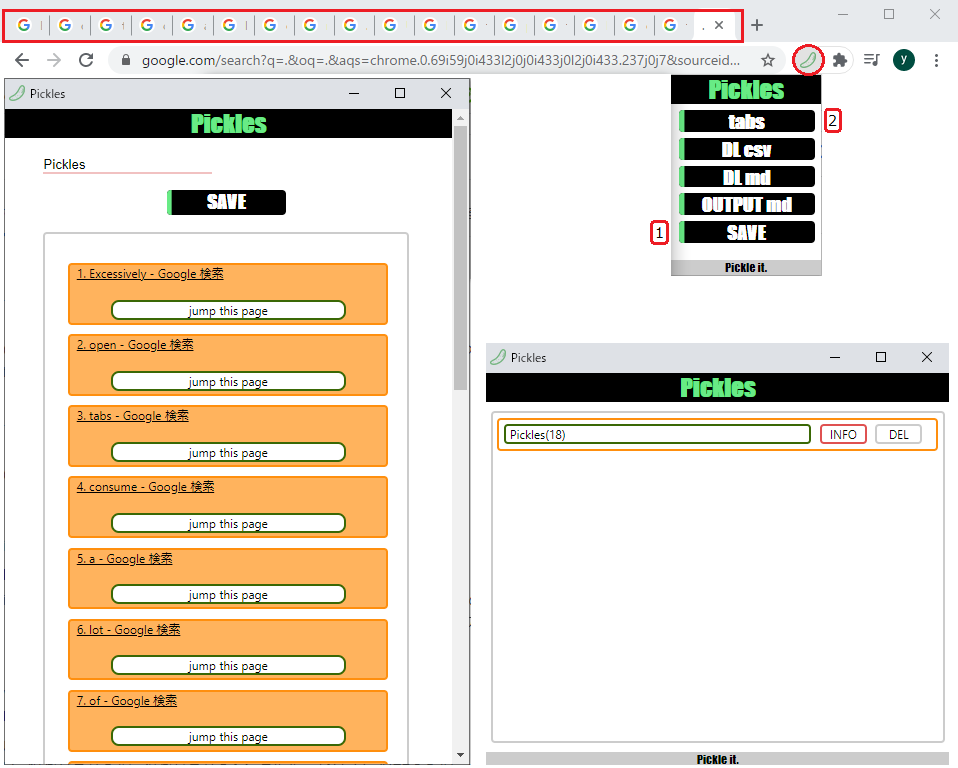 .
google.com/search?q=.&oq=.&aqs=chrome.0.69i59j0i433l2j0j0i433j0l2j0i433.237j0j7&sourceid...
y
Pickles
Pickles
Pickles
SAVE
1. Excessively - Google 検索
jump this page
2. open - Google 検索
jump this page
3. tabs - Google 検索
jump this page
4. consume - Google 検索
jump this page
5. a - Google 検索
jump this page
6. lot - Google 検索
jump this page
7. of - Google 検索
jump this page
Pickles
tabs
2
DL csv
DL md
OUTPUT md
1
SAVE
Pickle it.
Pickles
Pickles
Pickles(18)
INFO
DEL
Pickle it.